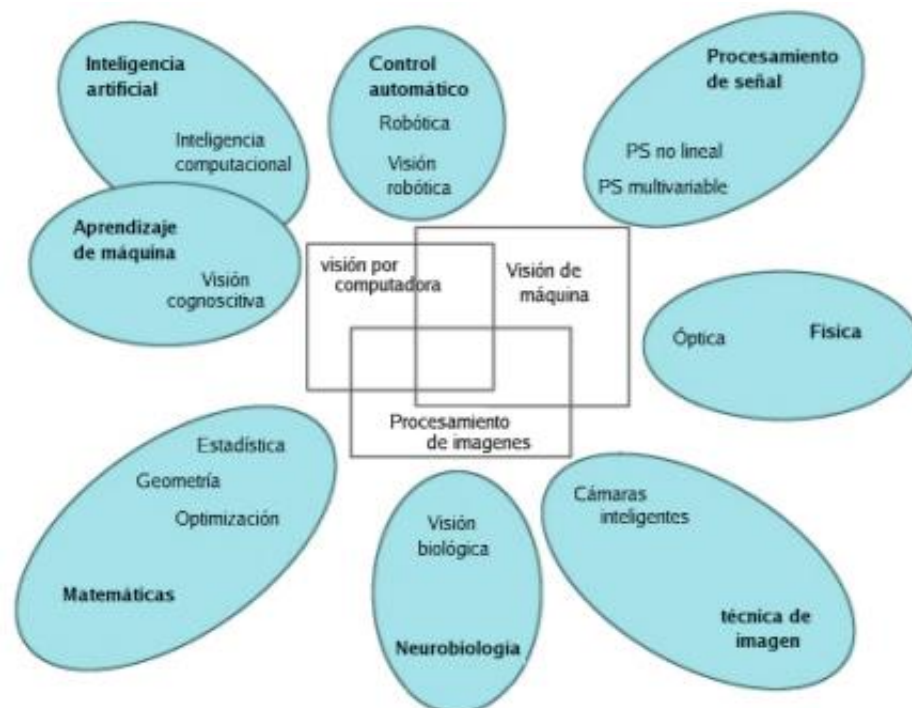 Inteligencia
artificial
Inteligencia
computacional
Control
automático
Robótica
Visión
robótica
Procesamiento
de señal
PS no lineal
PS multivariable
Aprendizaje
de máquina
Visión
cognoscitiva
visión por
computadora
Visión de
máquina
Procesamiento
de imagenes
Óptica
Fisica
Estadística
Geometría
Optimización
Matemáticas
Visión
biológica
Neurobiologia
Cámaras
inteligentes
técnica de
imagen